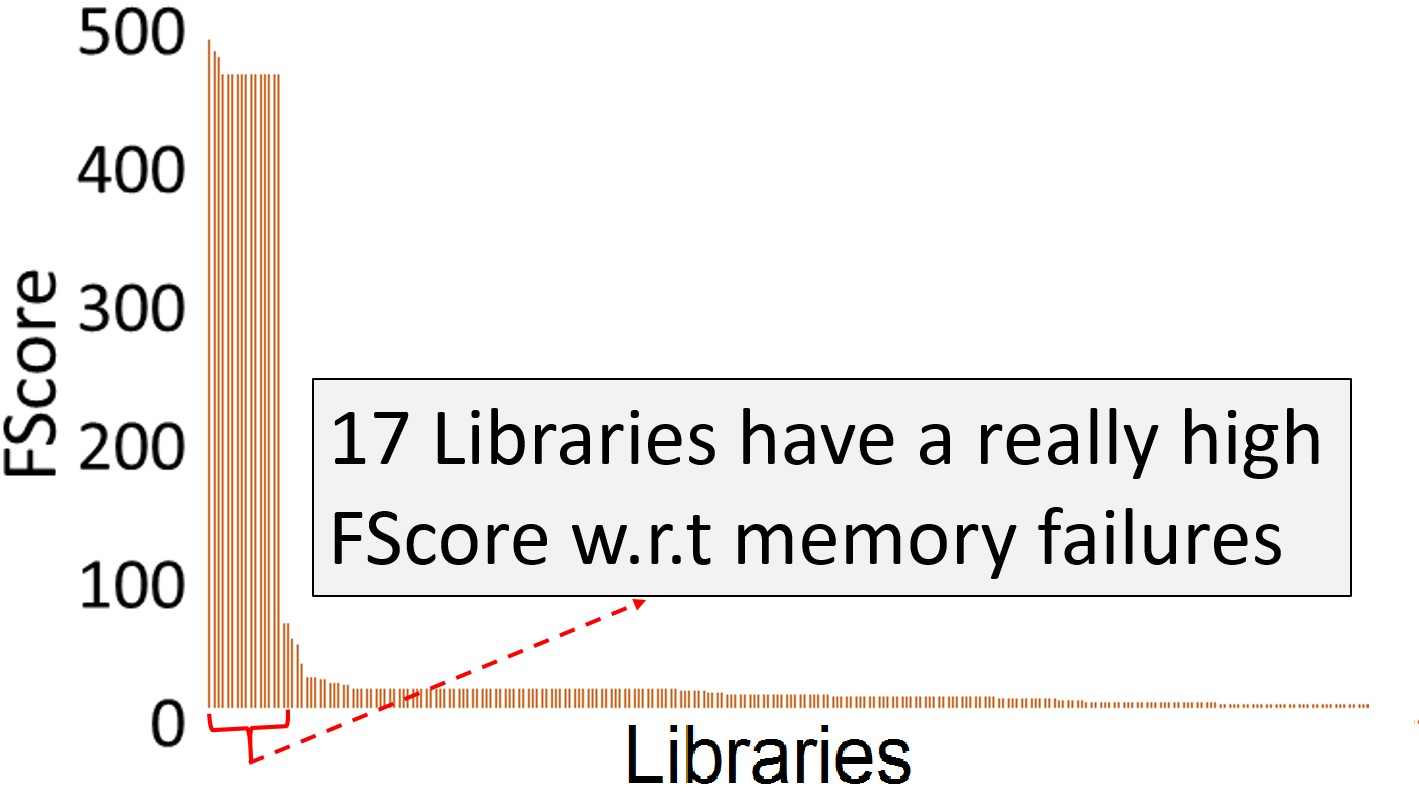 500
400
300
200
100
0
FScore
17 Libraries have a really high
FScore w.r.t memory failures
Libraries